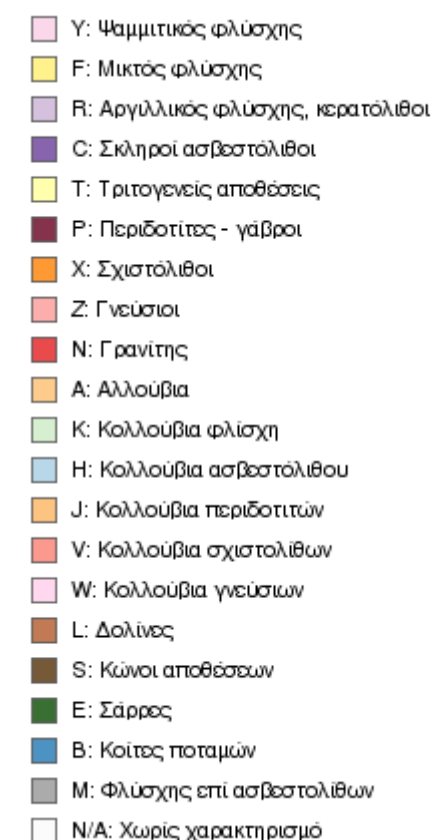 Y: Ψαμμιτικός φλύσχης
F: Μικτός φλύσχης
R: Αργιλλικός φλύσχης, κερατόλιθοι
C: Σκληροί ασβεστόλιθοι
T: Τριτογενείς αποθέσεις
P: Περιδοτίτες - γάβροι
X: Σχιστόλιθοι
Z: Γνεύσιοι
N: Γρανίτης
A: Αλλούβια
K: Κολλούβια φλίσχη
H: Κολλούβια ασβεστόλιθου
J: Κολλούβια περιδοτιτών
V: Κολλούβια σχιστολίθων
W: Κολλούβια γνεύσιων
L: Δολίνες
S: Κώνοι αποθέσεων
E: Σάρρες
B: Κοίτες ποταμών
M: Φλύσχης επί ασβεστολίθων
N/A: Χωρίς χαρακτηρισμό